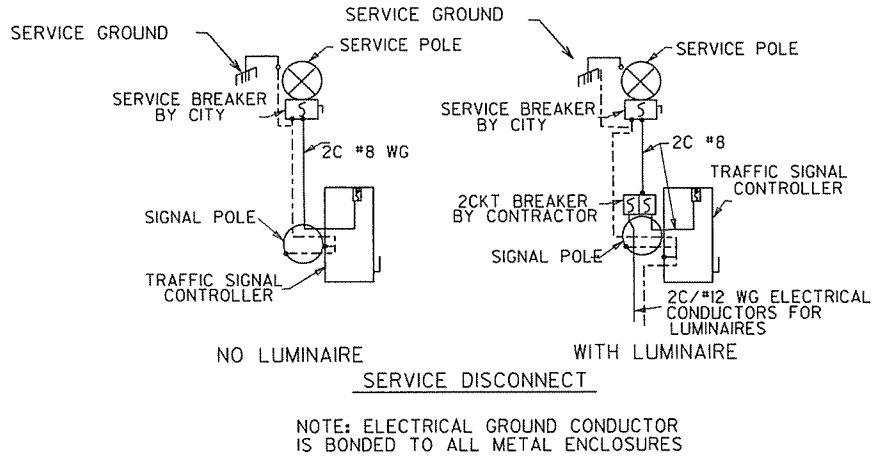 SERVICE GROUND
SERVICE POLE
SERVICE BREAKER
BY CITY
2C #8 WG
SIGNAL POLE
TRAFFIC SIGNAL
CONTROLLER
NO LUMINAIRE
SERVICE GROUND
SERVICE POLE
SERVICE BREAKER
BY CITY
2C #8
TRAFFIC SIGNAL
CONTROLLER
2CKT BREAKER
BY CONTRACTOR
SIGNAL POLE
2C/#12 WG ELECTRICAL
CONDUCTORS FOR
LUMINAIRES
WITH LUMINAIRE
SERVICE DISCONNECT
NOTE: ELECTRICAL GROUND CONDUCTOR
IS BONDED TO ALL METAL ENCLOSURES